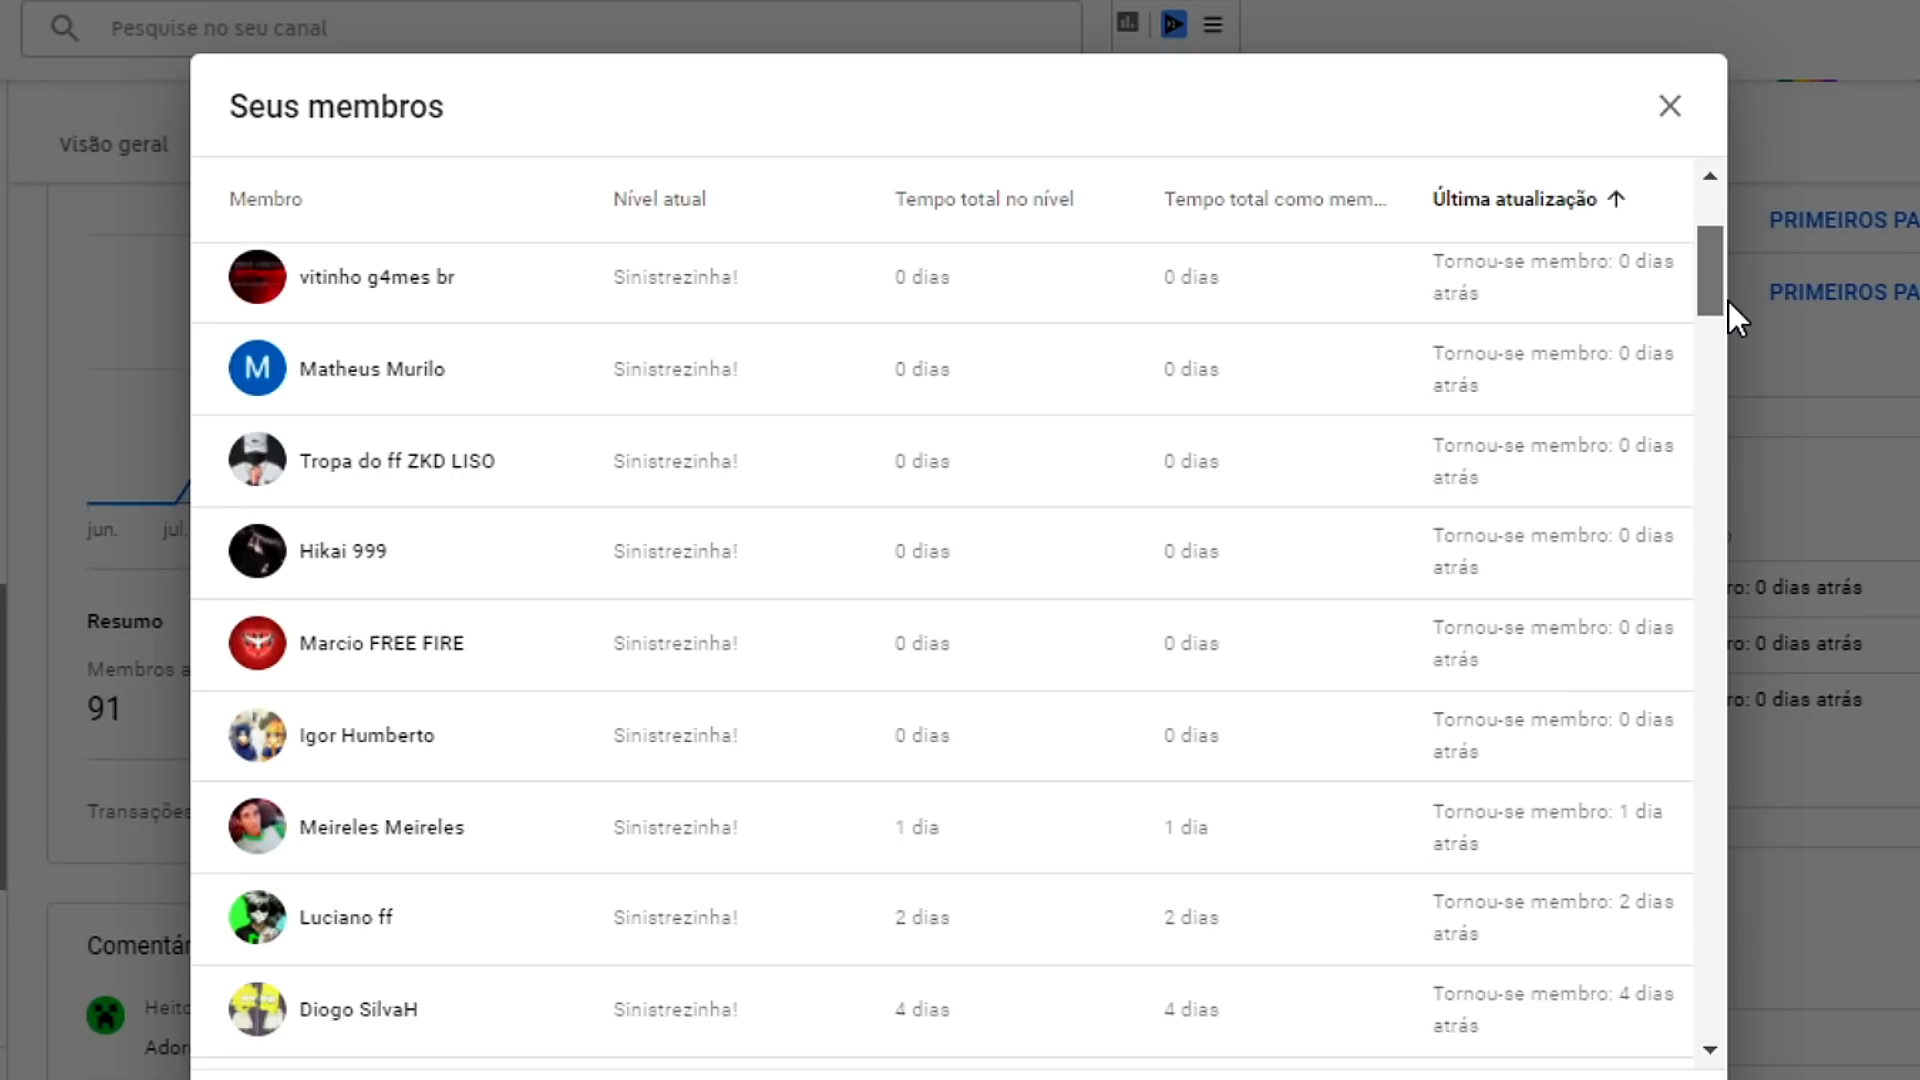 Pesquise no seu canal
Seus membros
Visão geral
Membro Nível atual Tempo total no nível Tempo total como mem... Última atualização
PRIMEIROS PA
vitinho g4mes br Sinistrezinha! 0 dias 0 dias Tornou-se membro: 0 dias
atrás
PRIMEIROS PA
M Matheus Murilo Sinistrezinha! 0 dias 0 dias Tornou-se membro: 0 dias
atrás
Tropa do ff ZKD LISO Sinistrezinha! 0 dias 0 dias Tornou-se membro: 0 dias
atrás
jun. jul.
Hikai 999 Sinistrezinha! 0 dias 0 dias Tornou-se membro: 0 dias
atrás
ro: 0 dias atrás
Resumo
Marcio FREE FIRE Sinistrezinha! 0 dias 0 dias Tornou-se membro: 0 dias
atrás
ro: 0 dias atrás
Membros a
91
ro: 0 dias atrás
Igor Humberto Sinistrezinha! 0 dias 0 dias Tornou-se membro: 0 dias
atrás
Transações
Meireles Meireles Sinistrezinha! 1 dia 1 dia Tornou-se membro: 1 dia
atrás
Luciano ff Sinistrezinha! 2 dias 2 dias Tornou-se membro: 2 dias
atrás
Comentár
Diogo SilvaH Sinistrezinha! 4 dias 4 dias Tornou-se membro: 4 dias
atrás
Heito
Ador